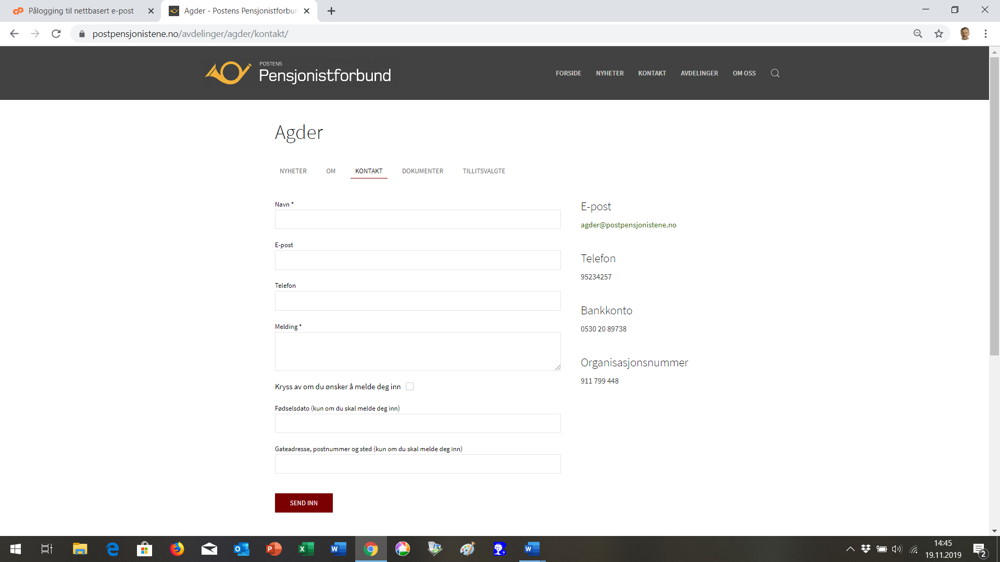 Pålogging til nettbasert e-post
Agder - Postens Pensjonistforbun
postpensjonistene.no/avdelinger/agder/kontakt/
POSTENS
Pensjonistforbund
FORSIDE NYHETER KONTAKT AVDELINGER OM OSS
Agder
NYHETER OM KONTAKT DOKUMENTER TILLITSVALGTE
Navn *
E-post
Telefon
Melding *
Kryss av om du ønsker å melde deg inn
Fødselsdato (kun om du skal melde deg inn)
Gateadresse, postnummer og sted (kun om du skal melde deg inn)
SEND INN
E-post
agder@postpensjonistene.no
Telefon
95234257
Bankkonto
0530 20 89738
Organisasjonsnummer
911 799 448
14:45
19.11.2019
2